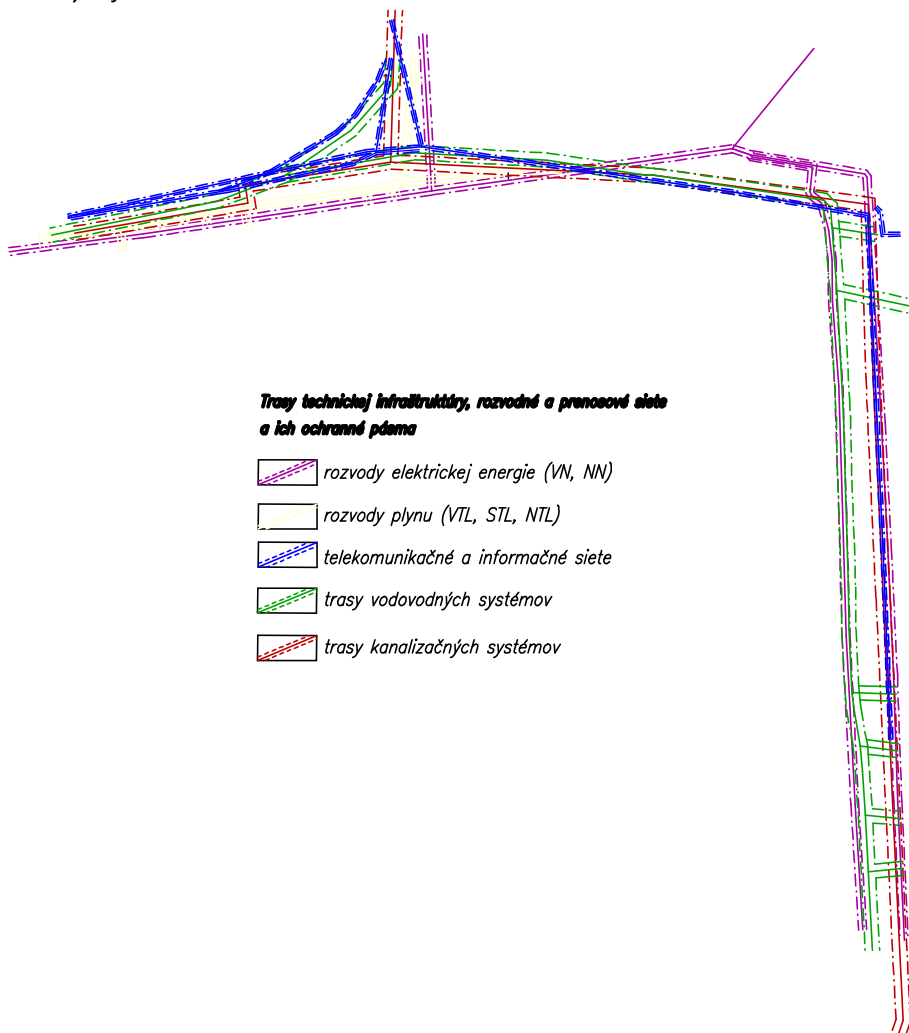 Trasy technickej infraštruktúry, rozvodné a prenosové siete
a ich ochranné pásma
rozvody elektrickej energie (VN, NN)
rozvody plynu (VTL, STL, NTL)
telekomunikačné a informačné siete
trasy vodovodných systémov
trasy kanalizačných systémov